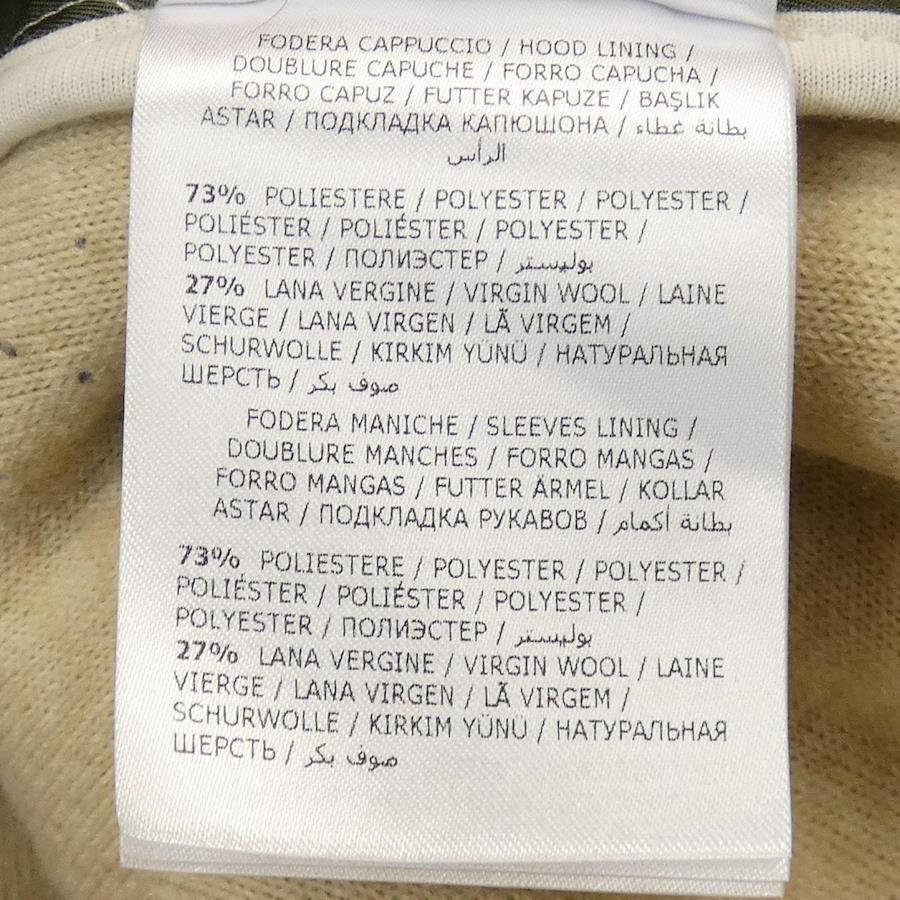 FODERA CAPPUCCIO / HOOD LINING /
DOUBLURE CAPUCHE / FORRO CAPUCHA /
FORRO CAPUZ / FUTTER KAPUZE / BAŞLIK
ASTAR / ПОДКЛАДКА КАПЮШОНА / بطانة غطاء
الرأس
73% POLIESTERE / POLYESTER / POLYESTER /
POLIÉSTER / POLIÉSTER / POLYESTER /
POLYESTER / ПОЛИЭСТЕР / بوليستر
27% LANA VERGINE / VIRGIN WOOL / LAINE
VIERGE / LANA VIRGEN / LÃ VIRGEM /
SCHURWOLLE / KIRKIM YÜNÜ / НАТУРАЛЬНАЯ
ШЕРСТЬ / صوف بكر
FODERA MANICHE / SLEEVES LINING /
DOUBLURE MANCHES / FORRO MANGAS /
FORRO MANGAS / FUTTER ÄRMEL / KOLLAR
ASTAR / ПОДКЛАДКА РУКАВОВ / بطانة أكمام
73% POLIESTERE / POLYESTER / POLYESTER /
POLIÉSTER / POLIÉSTER / POLYESTER /
POLYESTER / ПОЛИЭСТЕР / بوليستر
27% LANA VERGINE / VIRGIN WOOL / LAINE
VIERGE / LANA VIRGEN / LÃ VIRGEM /
SCHURWOLLE / KIRKIM YÜNÜ / НАТУРАЛЬНАЯ
ШЕРСТЬ / صوف بكر